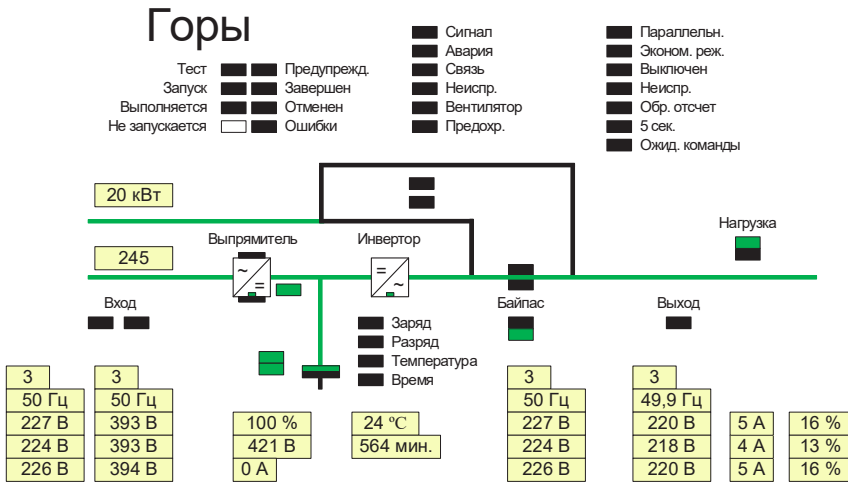 Горы
Тест
Предупрежд.
Запуск
Завершен
Выполняется
Отменен
Не запускается
Ошибки
Сигнал
Авария
Связь
Неиспр.
Вентилятор
Предохр.
Параллельн.
Эконом. реж.
Выключен
Неиспр.
Обр. отсчет
5 сек.
Ожид. команды
20 кВт
245
Выпрямитель
Инвертор
Нагрузка
Вход
Байпас
Выход
Заряд
Разряд
Температура
Время
~
=
=
~
3
50 Гц
227 В
224 В
226 В
3
50 Гц
393 В
393 В
394 В
100 %
421 В
0 А
24 ºC
564 мин.
3
50 Гц
227 В
224 В
226 В
3
49,9 Гц
220 В
218 В
220 В
5 А
4 А
5 А
16 %
13 %
16 %